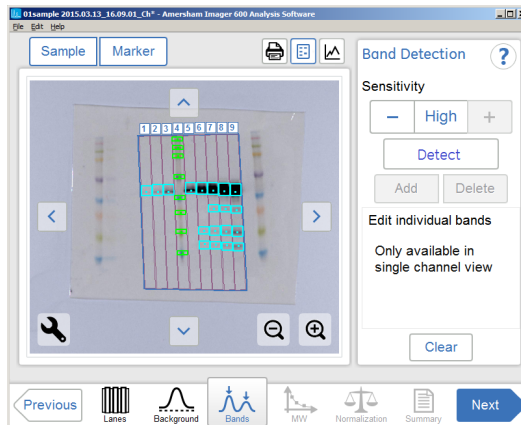 01sample 2015.03.13_16.09.01_Ch* - Amersham Imager 600 Analysis Software
File Edit Help
Sample Marker
Band Detection ?
Sensitivity
− High +
Detect
Add Delete
Edit individual bands
Only available in
single channel view
Clear
1 2 3 4 5 6 7 8 9
Previous Lanes Background Bands MW Normalization Summary Next